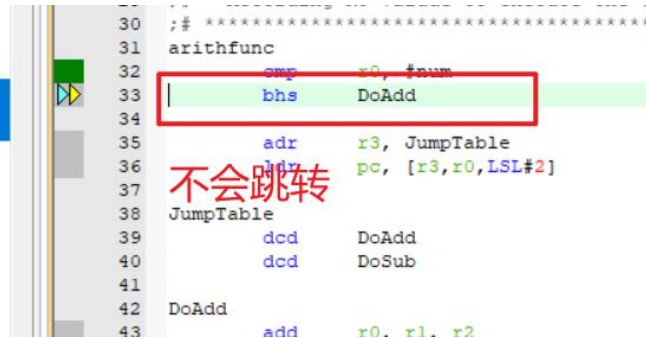 30 ;# **************************************
31 arithfunc
32 cmp r0, #num
33 bhs DoAdd
34
35 adr r3, JumpTable
36 ldr pc, [r3,r0,LSL#2]
37 不会跳转
38 JumpTable
39 dcd DoAdd
40 dcd DoSub
41
42 DoAdd
43 add r0, r1, r2